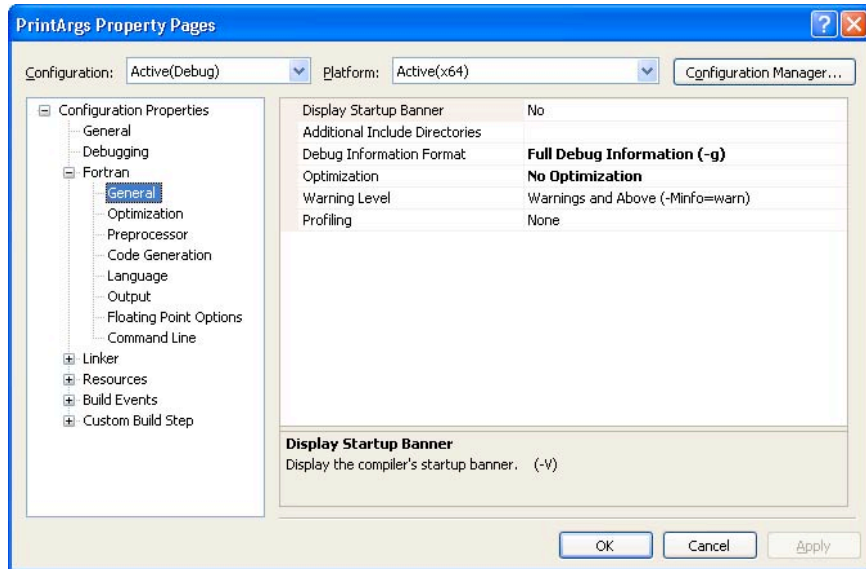 PrintArgs Property Pages
Configuration: Active(Debug) Platform: Active(x64) Configuration Manager...
Configuration Properties
General
Debugging
Fortran
General
Optimization
Preprocessor
Code Generation
Language
Output
Floating Point Options
Command Line
Linker
Resources
Build Events
Custom Build Step
Display Startup Banner No
Additional Include Directories
Debug Information Format Full Debug Information (-g)
Optimization No Optimization
Warning Level Warnings and Above (-Minfo=warn)
Profiling None
Display Startup Banner
Display the compiler's startup banner. (-V)
OK Cancel Apply